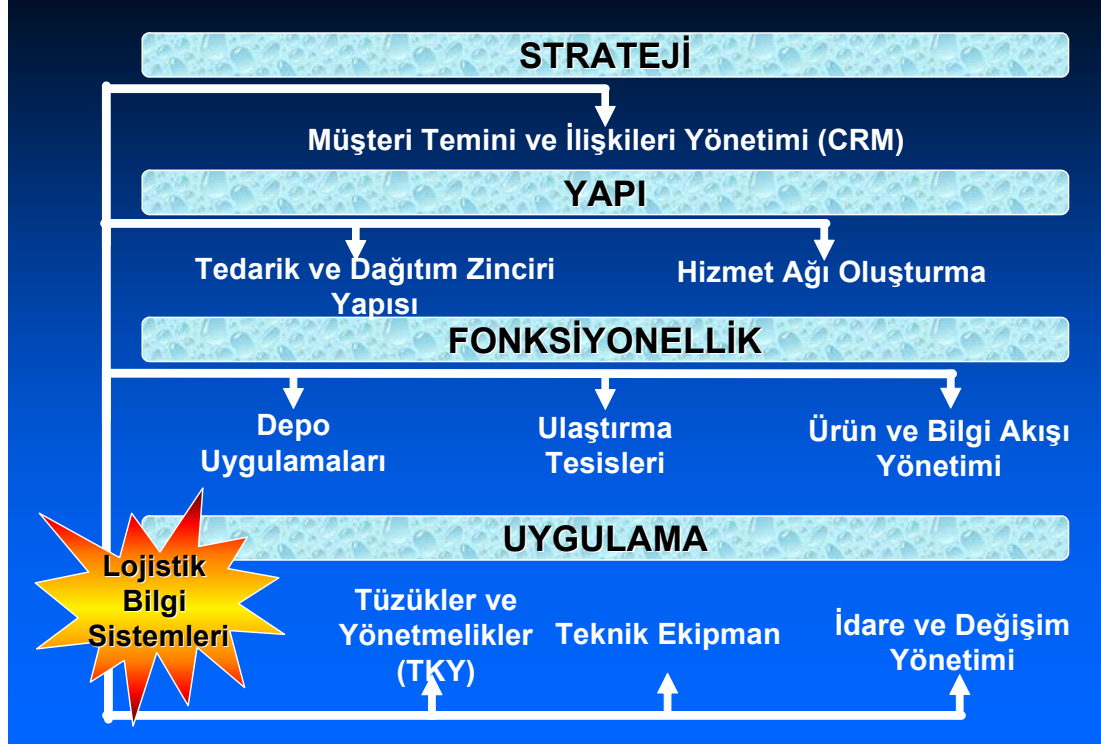 STRATEJİ
Müşteri Temini ve İlişkileri Yönetimi (CRM)
YAPI
Tedarik ve Dağıtım Zinciri
Yapısı
Hizmet Ağı Oluşturma
FONKSİYONELLİK
Depo
Uygulamaları
Ulaştırma
Tesisleri
Ürün ve Bilgi Akışı
Yönetimi
UYGULAMA
Lojistik
Bilgi
Sistemleri
Tüzükler ve
Yönetmelikler
(TKY)
Teknik Ekipman
İdare ve Değişim
Yönetimi